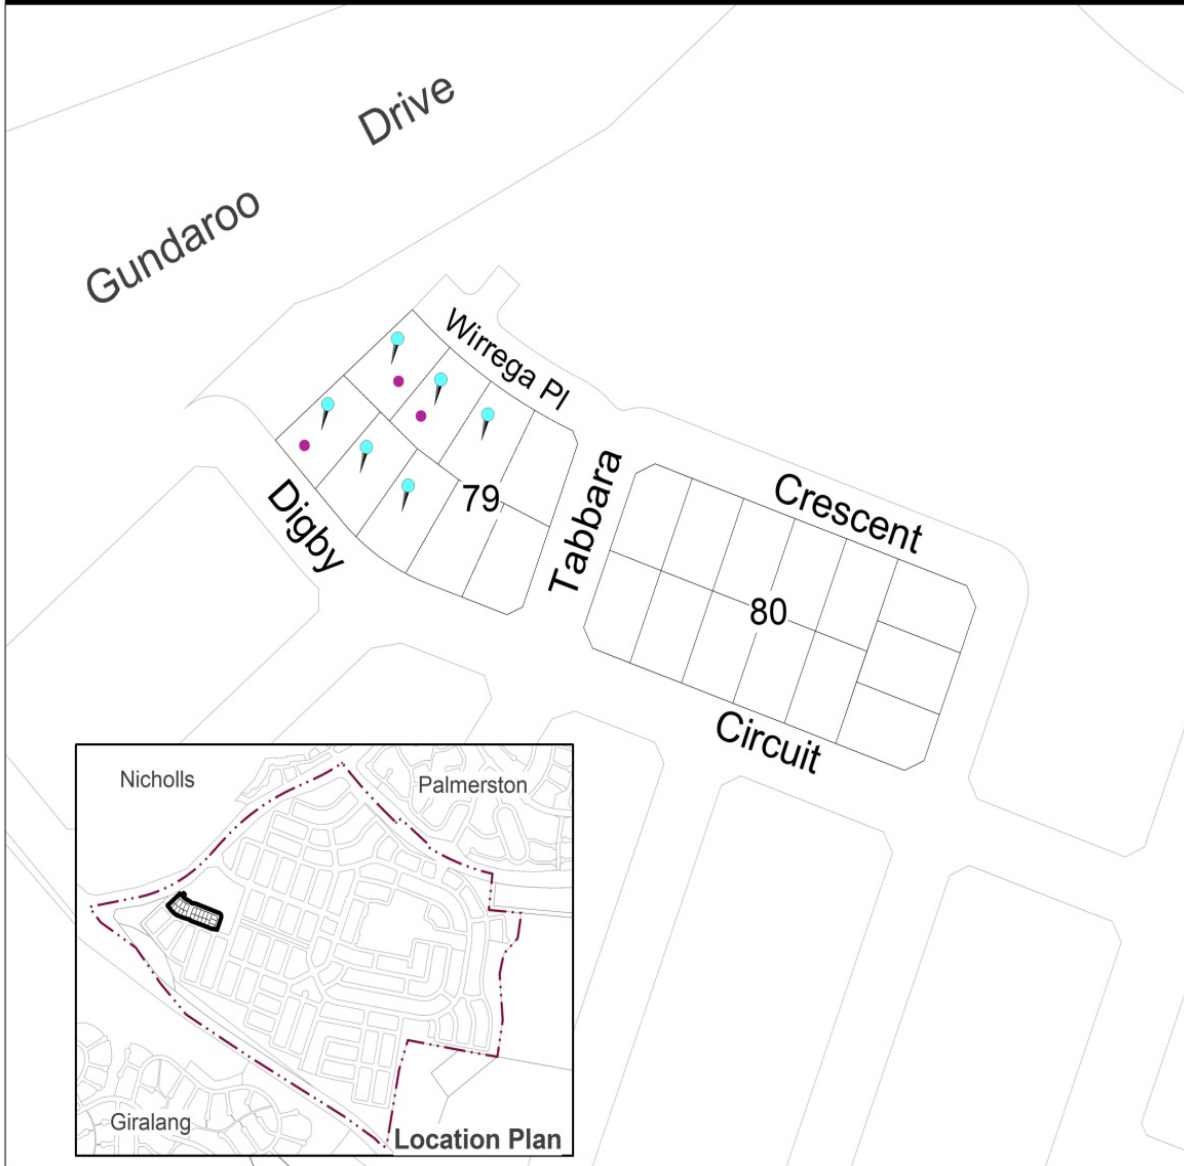 Gundaroo Drive
Wirrega Pl
79
Digby
Tabbara
Crescent
80
Circuit
Nicholls
Palmerston
Giralang
Location Plan